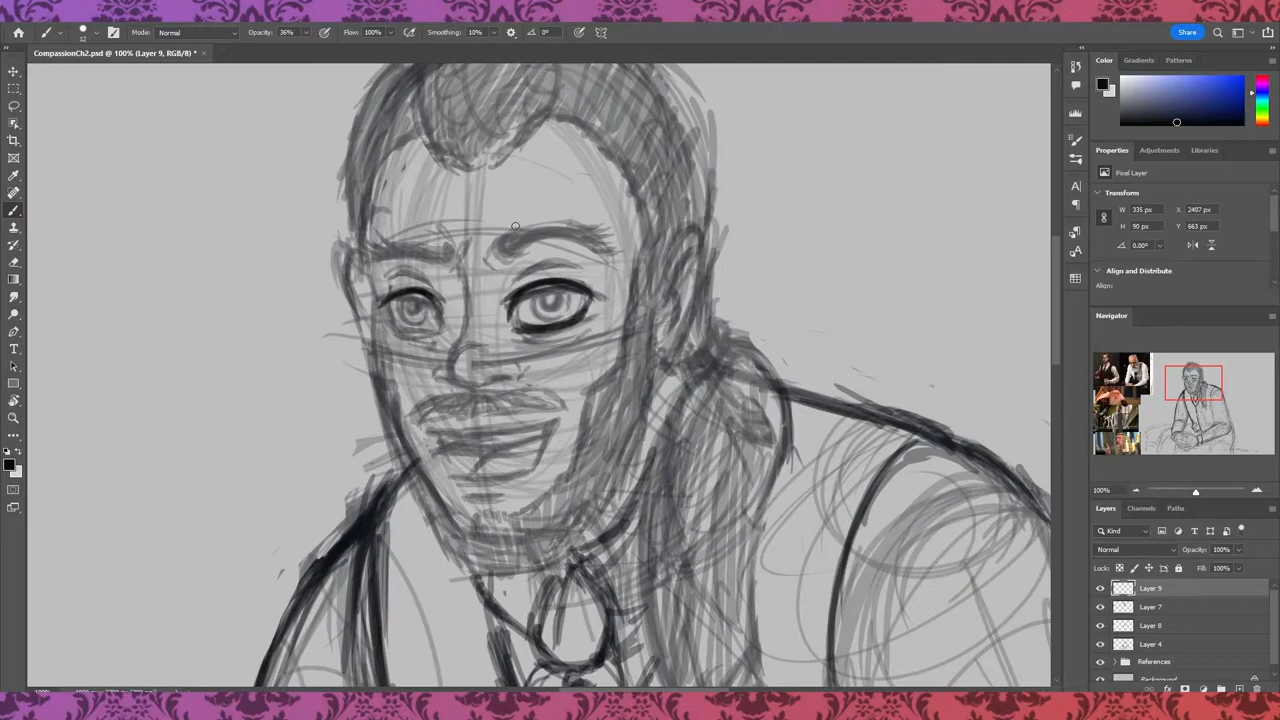 12
Mode: Normal
Opacity: 36%
Flow: 100%
Smoothing: 10%
0°
Share
CompassionCh2.psd @ 100% (Layer 9, RGB/8) *
Color
Gradients
Patterns
Properties
Adjustments
Libraries
Pixel Layer
Transform
W 335 px X 2407 px
H 90 px Y 663 px
0.00°
Align and Distribute
Align:
Navigator
100%
Layers
Channels
Paths
Kind
Normal
Opacity: 100%
Lock:
Fill: 100%
Layer 9
Layer 7
Layer 8
Layer 4
References
Background